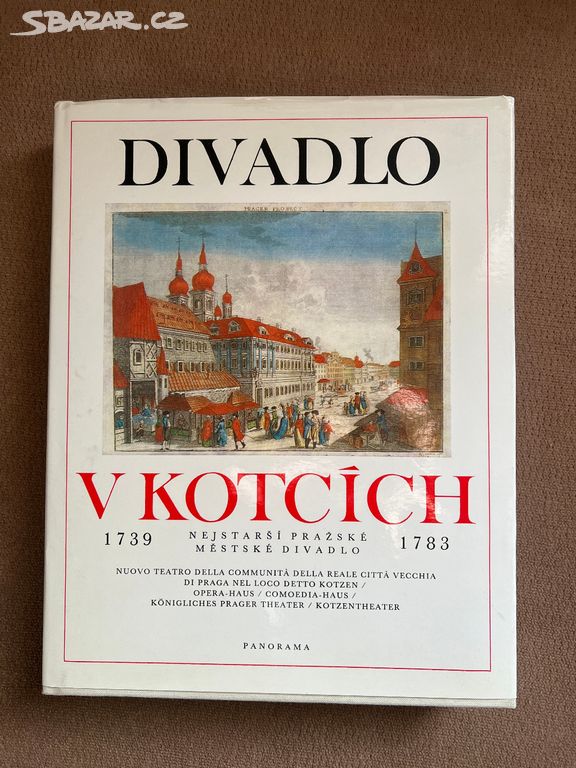 SBAZAR.CZ
DIVADLO
PRAGER PROSPECT
V KOTCÍCH
1739 NEJSTARŠÍ PRAŽSKÉ 1783
MĚSTSKÉ DIVADLO
NUOVO TEATRO DELLA COMMUNITÀ DELLA REALE CITTÀ VECCHIA
DI PRAGA NEL LOCO DETTO KOTZEN /
OPERA-HAUS / COMOEDIA-HAUS /
KÖNIGLICHES PRAGER THEATER / KOTZENTHEATER
PANORAMA